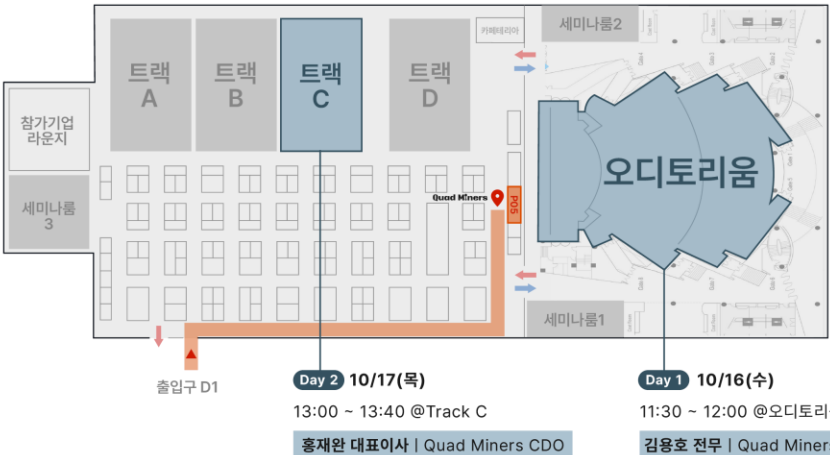 카페테리아
세미나룸2
트랙
A
트랙
B
트랙
C
트랙
D
참가기업
라운지
오디토리움
세미나룸
3
Quad Miners
P05
세미나룸1
출입구 D1
Day 2 10/17(목)
13:00 ~ 13:40 @Track C
홍재완 대표이사 | Quad Miners CDO
Day 1 10/16(수)
11:30 ~ 12:00 @오디토리
김용호 전무 | Quad Miners